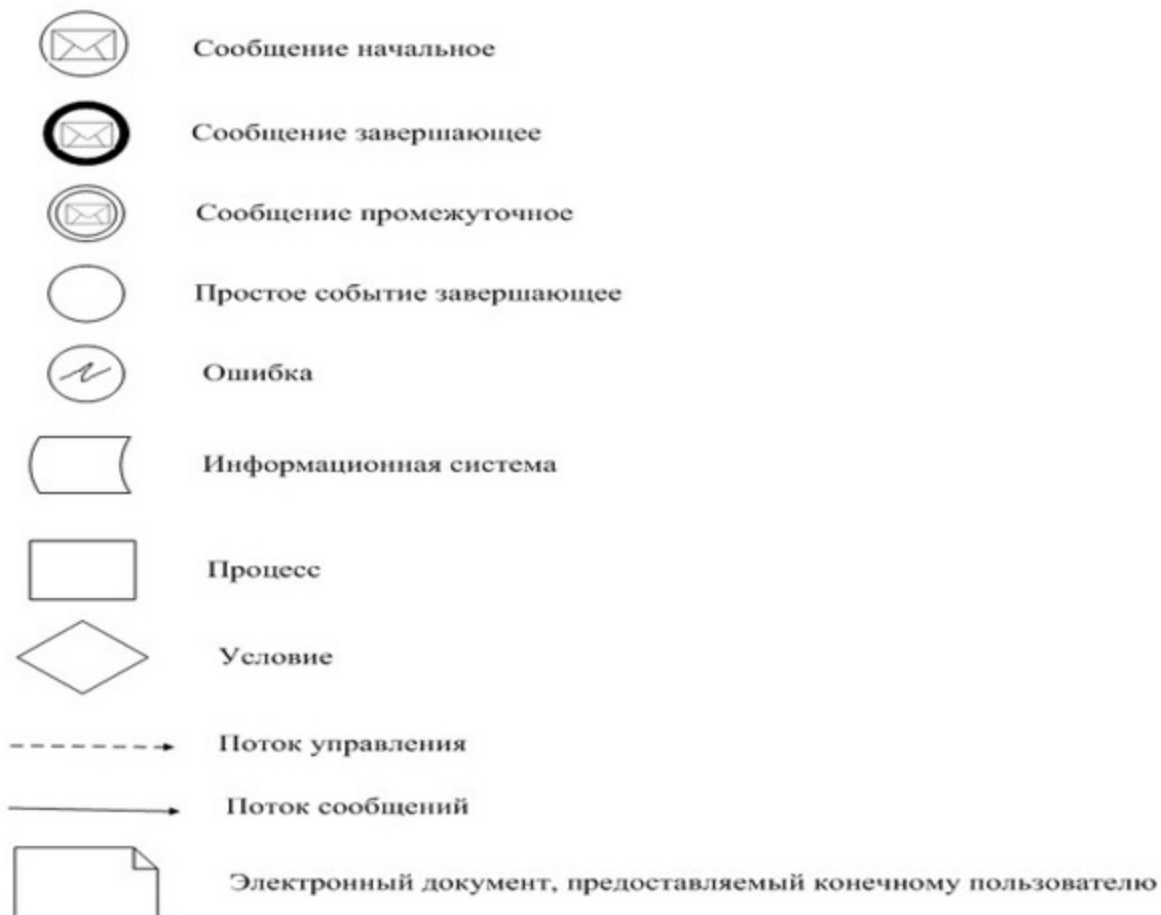 Сообщение начальное
Сообщение завершающее
Сообщение промежуточное
Простое событие завершающее
Ошибка
Информационная система
Процесс
Условие
Поток управления
Поток сообщений
Электронный документ, предоставляемый конечному пользователю